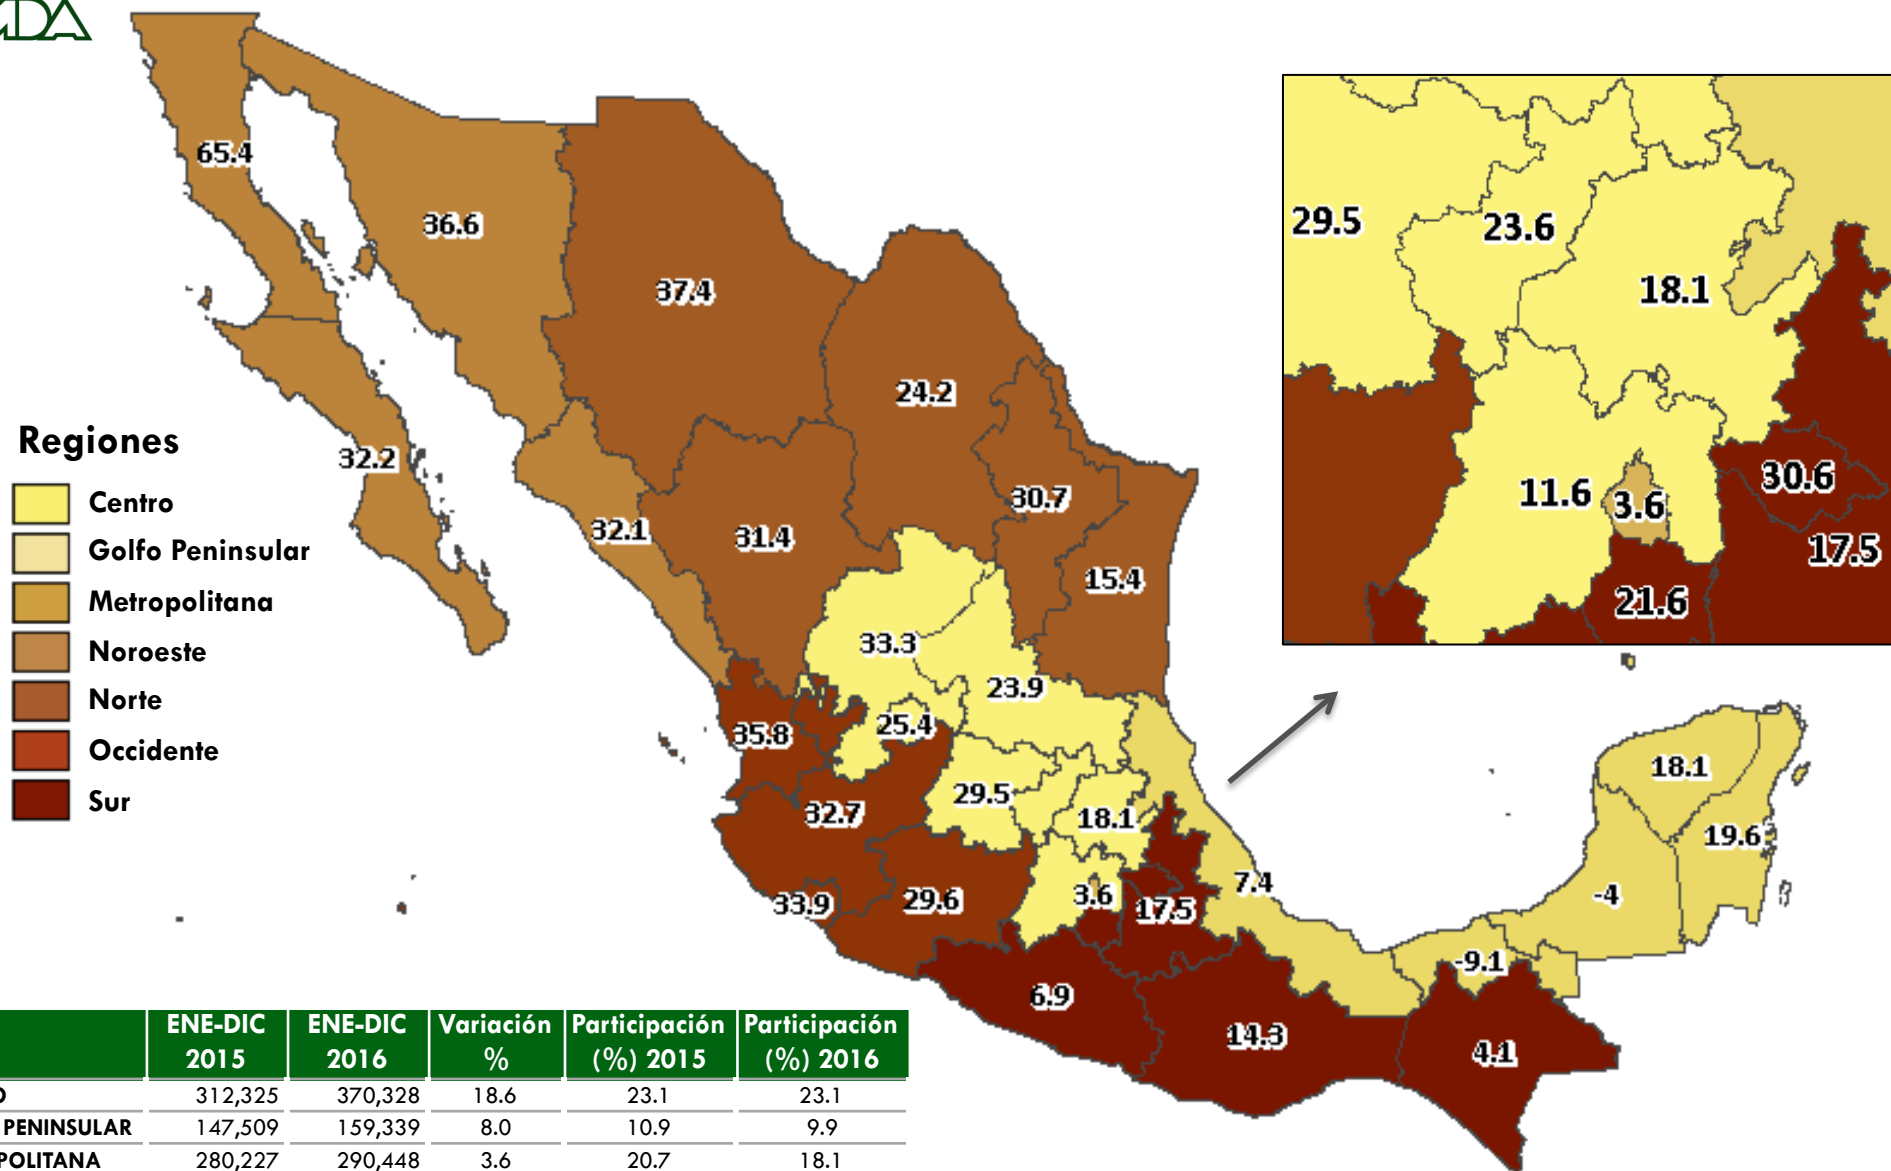 MDA
65.4
36.6
37.4
24.2
32.2
32.1
31.4
30.7
15.4
33.3
23.9
25.4
35.8
29.5
32.7
18.1
33.9
29.6
3.6
17.5
7.4
6.9
14.3
4.1
-9.1
-4
18.1
19.6
29.5
23.6
18.1
11.6
3.6
30.6
17.5
21.6
Regiones
Centro
Golfo Peninsular
Metropolitana
Noroeste
Norte
Occidente
Sur
ENE-DIC 2015 ENE-DIC 2016 Variación % Participación (%) 2015 Participación (%) 2016
O 312,325 370,328 18.6 23.1 23.1
PENINSULAR 147,509 159,339 8.0 10.9 9.9
POLITANA 280,227 290,448 3.6 20.7 18.1